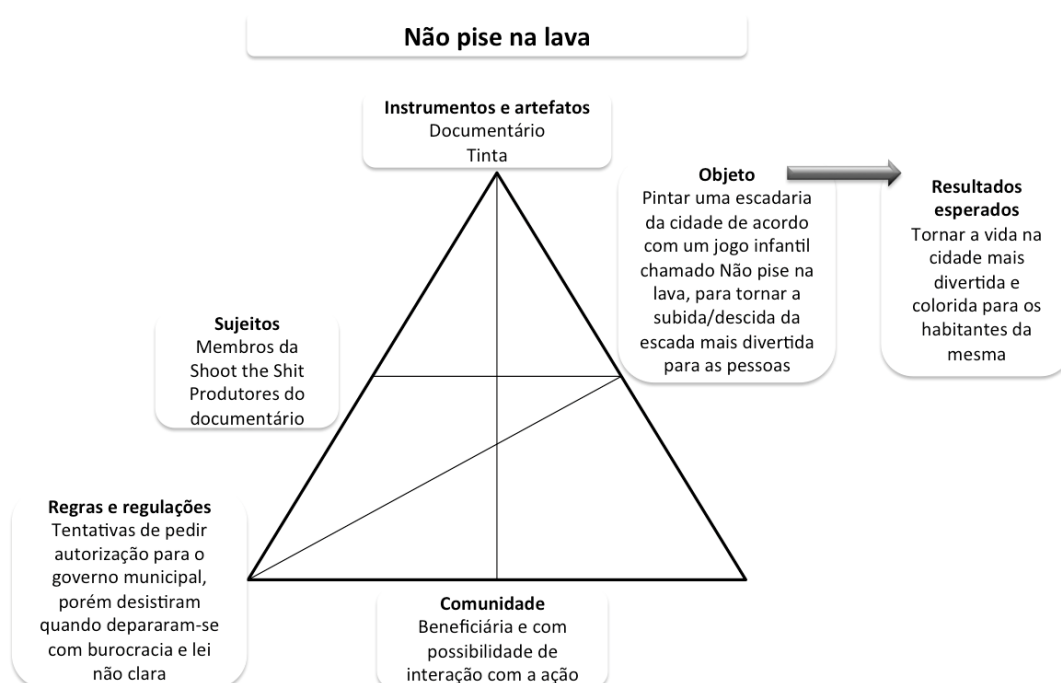 Não pise na lava
Instrumentos e artefatos
Documentário
Tinta
Objeto
Pintar uma escadaria
da cidade de acordo
com um jogo infantil
chamado Não pise na
lava, para tornar a
subida/descida da
escada mais divertida
para as pessoas
Resultados
esperados
Tornar a vida na
cidade mais
divertida e
colorida para os
habitantes da
mesma
Sujeitos
Membros da
Shoot the Shit
Produtores do
documentário
Regras e regulações
Tentativas de pedir
autorização para o
governo municipal,
porém desistiram
quando depararam-se
com burocracia e lei
não clara
Comunidade
Beneficiária e com
possibilidade de
interação com a ação